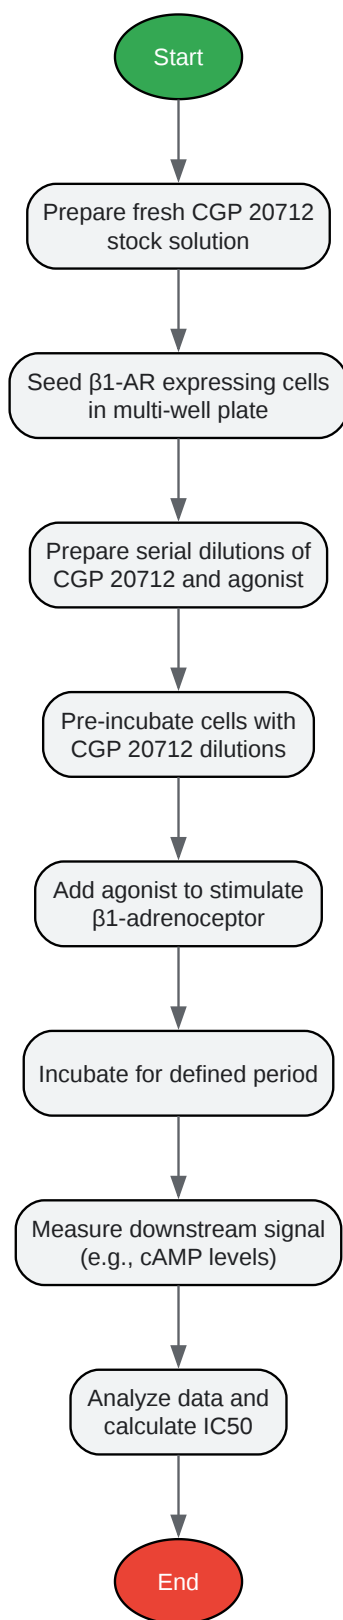 Start
Prepare fresh CGP 20712
stock solution
Seed β1-AR expressing cells
in multi-well plate
Prepare serial dilutions of
CGP 20712 and agonist
Pre-incubate cells with
CGP 20712 dilutions
Add agonist to stimulate
β1-adrenoceptor
Incubate for defined period
Measure downstream signal
(e.g., cAMP levels)
Analyze data and
calculate IC50
End